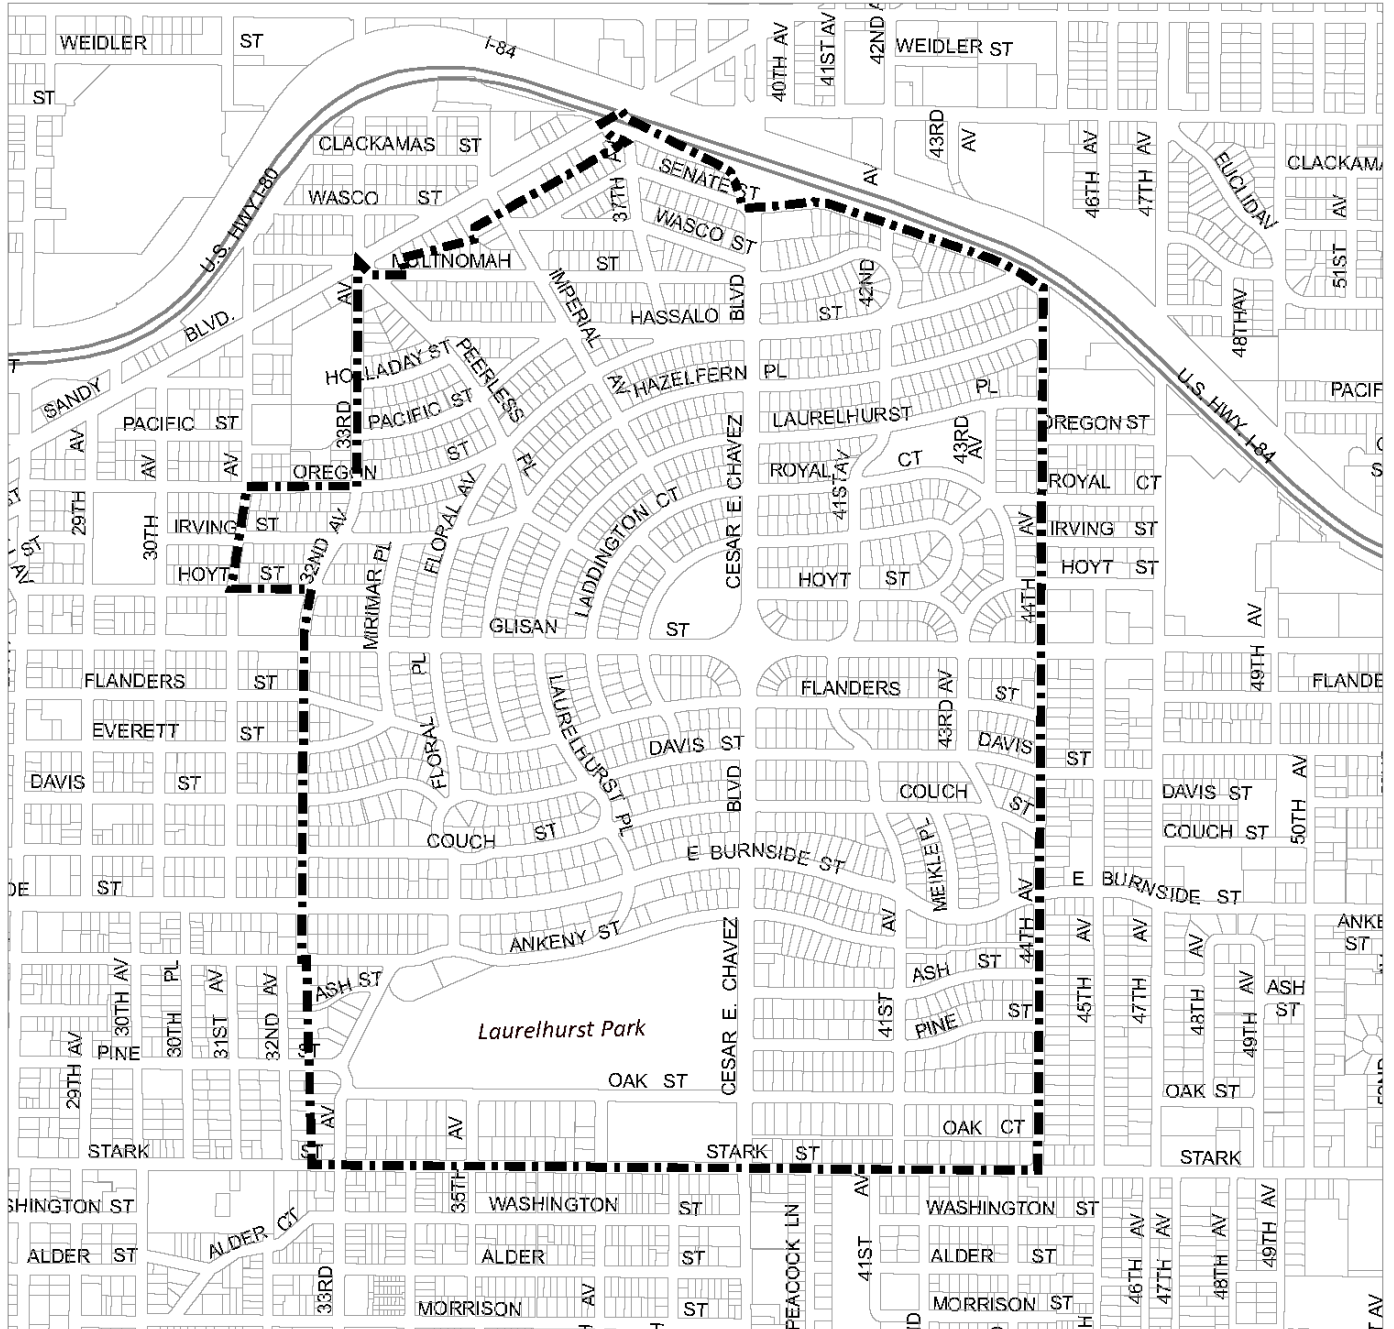 WEIDLER ST
I-84
40TH AV
41ST AV
42ND A
WEIDLER ST
ST
CLACKAMAS ST
43RD AV
46TH AV
47TH AV
EUCLID AV
CLACKAMA
WASCO ST
37TH A
SENATE ST
AV
U.S. HWY I-80
WASCO ST
51ST AV
MULTNOMAH ST
IMPERIAL AV
BLVD
42ND
AV
48TH AV
SANDY BLVD.
HASSALO ST
HOLLADAY ST
PEERLESS PL
HAZELFERN PL
PL
U.S. HWY. I-84
PACIF
PACIFIC ST
AV
33RD
PACIFIC ST
LAURELHURST
43RD AV
OREGON ST
AV
AV
OREGON
ST
CESAR E. CHAVEZ
ROYAL
CT
ROYAL CT
29TH
30TH
IRVING ST
32ND AV
FLORAL AV
LADDINGTON CT
41ST AV
AV
IRVING ST
ST
AV
HOYT ST
MIRIMAR PL
HOYT ST
44TH
HOYT ST
GLISAN ST
AV
49TH
FLANDERS ST
PL
FLORAL
LAURELHURST PL
FLANDERS ST
43RD AV
FLANDE
EVERETT ST
DAVIS ST
DAVIS ST
DAVIS ST
BLVD
COUCH ST
DAVIS ST
50TH AV
COUCH ST
E BURNSIDE ST
MEIKLE PL
COUCH ST
DE ST
AV
E BURNSIDE ST
ANKENY ST
AV
44TH
AV
AV
AV
ANKE
ST
30TH AV
30TH PL
31ST AV
32ND AV
ASH ST
CESAR E. CHAVEZ
ASH ST
45TH
47TH
48TH
49TH AV
ASH
ST
Laurelhurst Park
41ST
PINE ST
29TH AV
PINE ST
OAK ST
OAK ST
AV
AV
OAK CT
STARK ST
STARK ST
STARK
35TH
AV
SHINGTON ST
WASHINGTON ST
WASHINGTON ST
ALDER ST
ALDER CT
ALDER ST
PEACOCK LN
41ST
ALDER ST
46TH AV
47TH AV
48TH AV
49TH AV
33RD
MORRISON ST
AV
MORRISON ST
AV